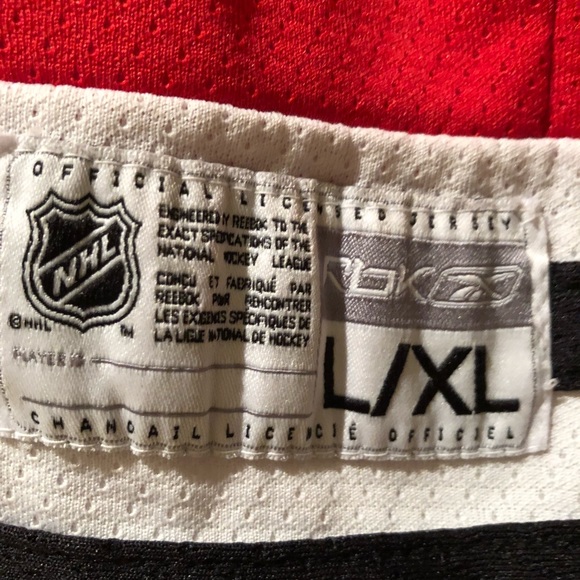 OFFICIAL LICENSED JERSEY
NHL
©NHL
TM
ENGINEERED BY REEBOK TO THE
EXACT SPECIFICATIONS OF THE
NATIONAL HOCKEY LEAGUE
CONÇU ET FABRIQUÉ PAR
REEBOK POUR RENCONTRER
LES EXIGENS SPÉCIFIQUES DE
LA LIGUE NATIONAL DE HOCKEY
PLAYER ID
RBK
L/XL
CHANDAIL LICENCIÉ OFFICIEL